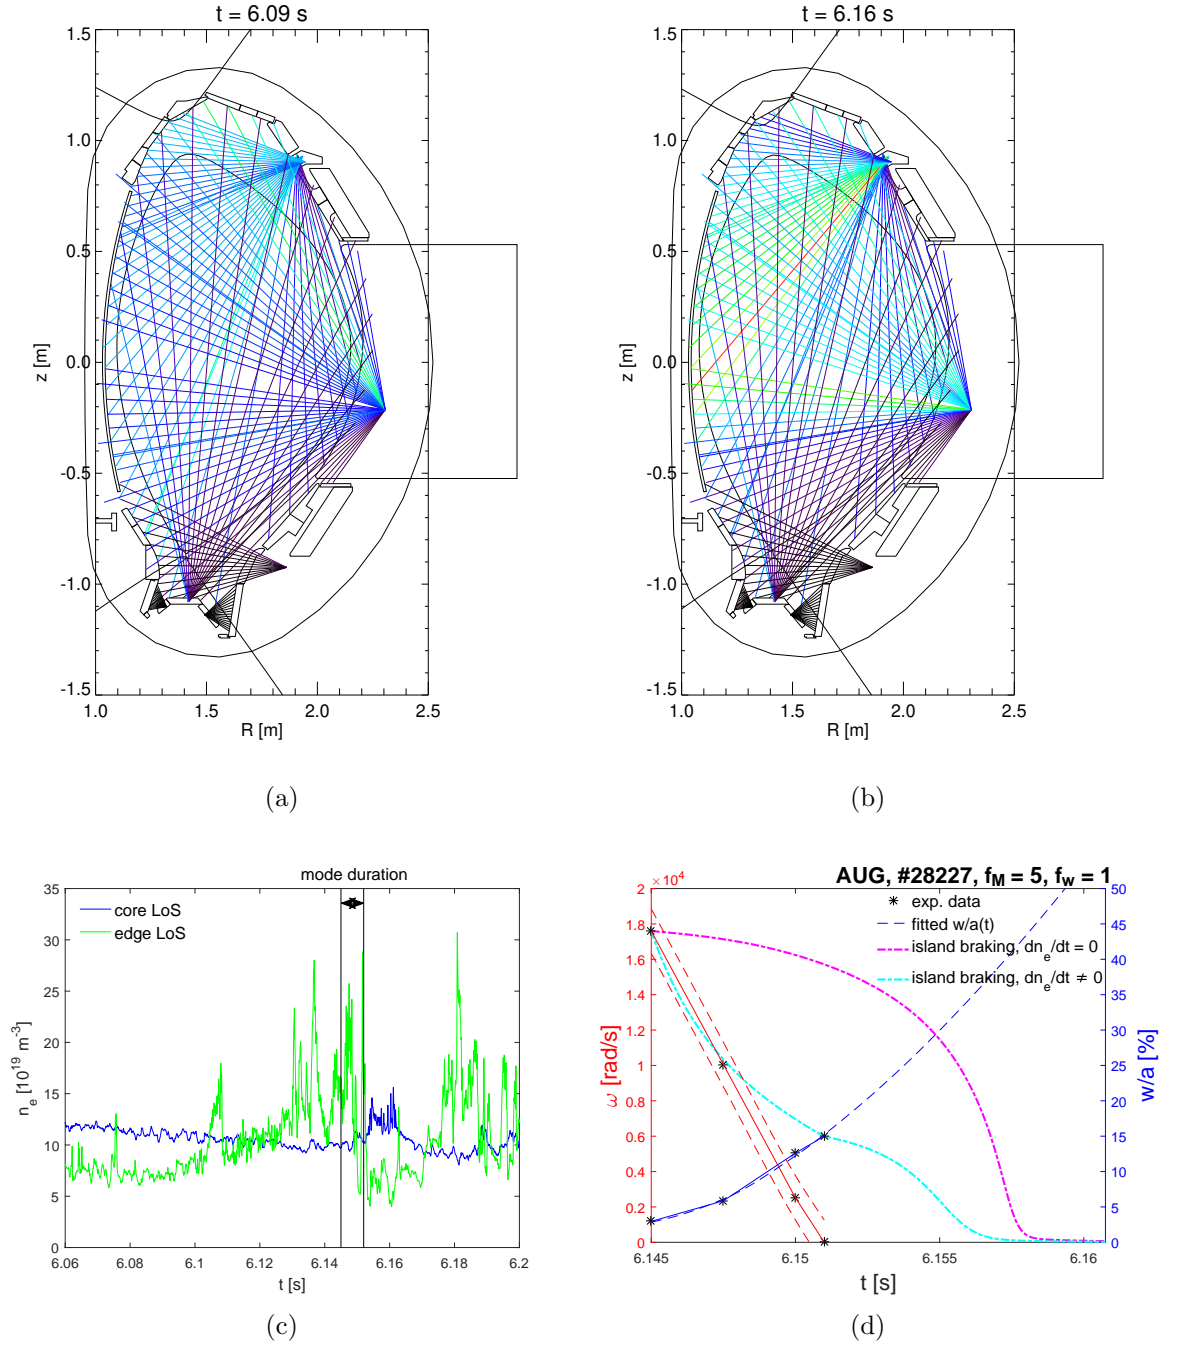 t = 6.09 s
1.5
1.0
0.5
0.0
-0.5
-1.0
-1.5
z [m]
1.0 1.5 2.0 2.5
R [m]
(a)
t = 6.16 s
1.5
1.0
0.5
0.0
-0.5
-1.0
-1.5
z [m]
1.0 1.5 2.0 2.5
R [m]
(b)
mode duration
35
30
25
20
15
10
5
0
n_e [10^19 m^-3]
core LoS
edge LoS
6.06 6.08 6.1 6.12 6.14 6.16 6.18 6.2
t [s]
(c)
AUG, #28227, f_M = 5, f_w = 1
× 10^4
2
1.8
1.6
1.4
1.2
1
0.8
0.6
0.4
0.2
0
ω [rad/s]
exp. data
fitted w/a(t)
island braking, dn_e/dt = 0
island braking, dn_e/dt ≠ 0
50
45
40
35
30
25
20
15
10
5
0
w/a [%]
6.145 6.15 6.155 6.16
t [s]
(d)